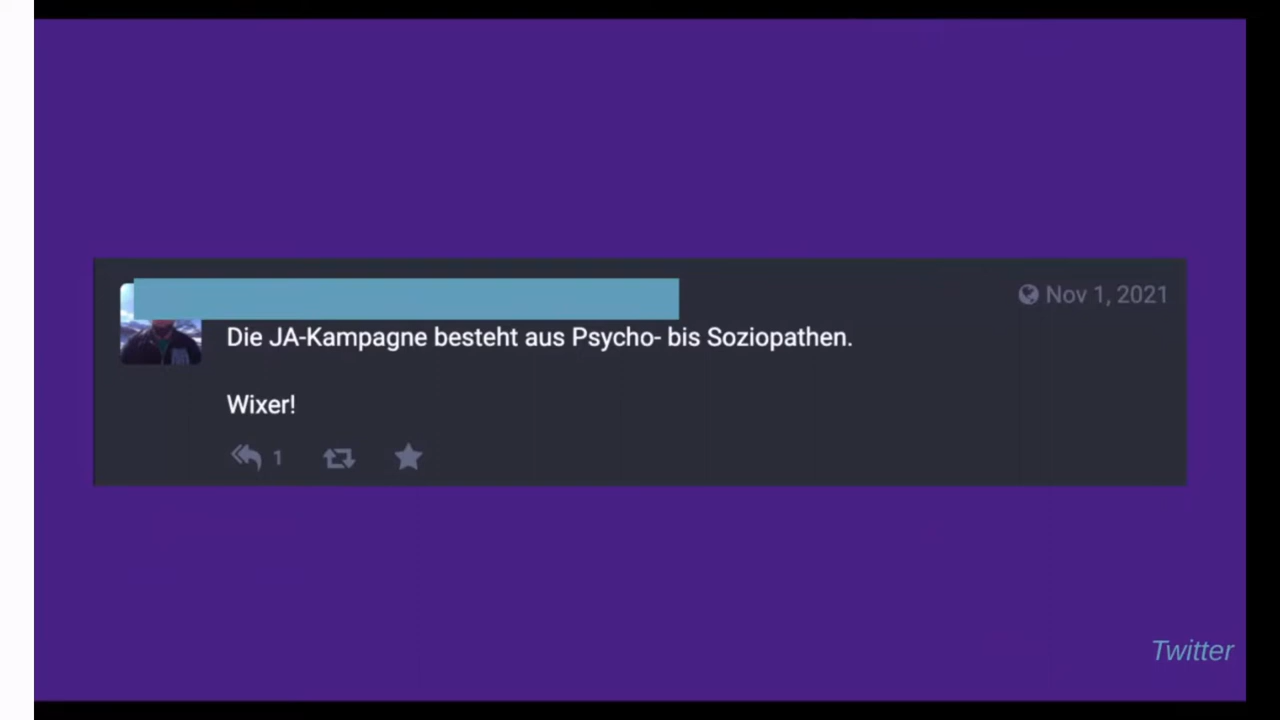 Nov 1, 2021
Die JA-Kampagne besteht aus Psycho- bis Soziopathen.
Wixer!
1
Twitter